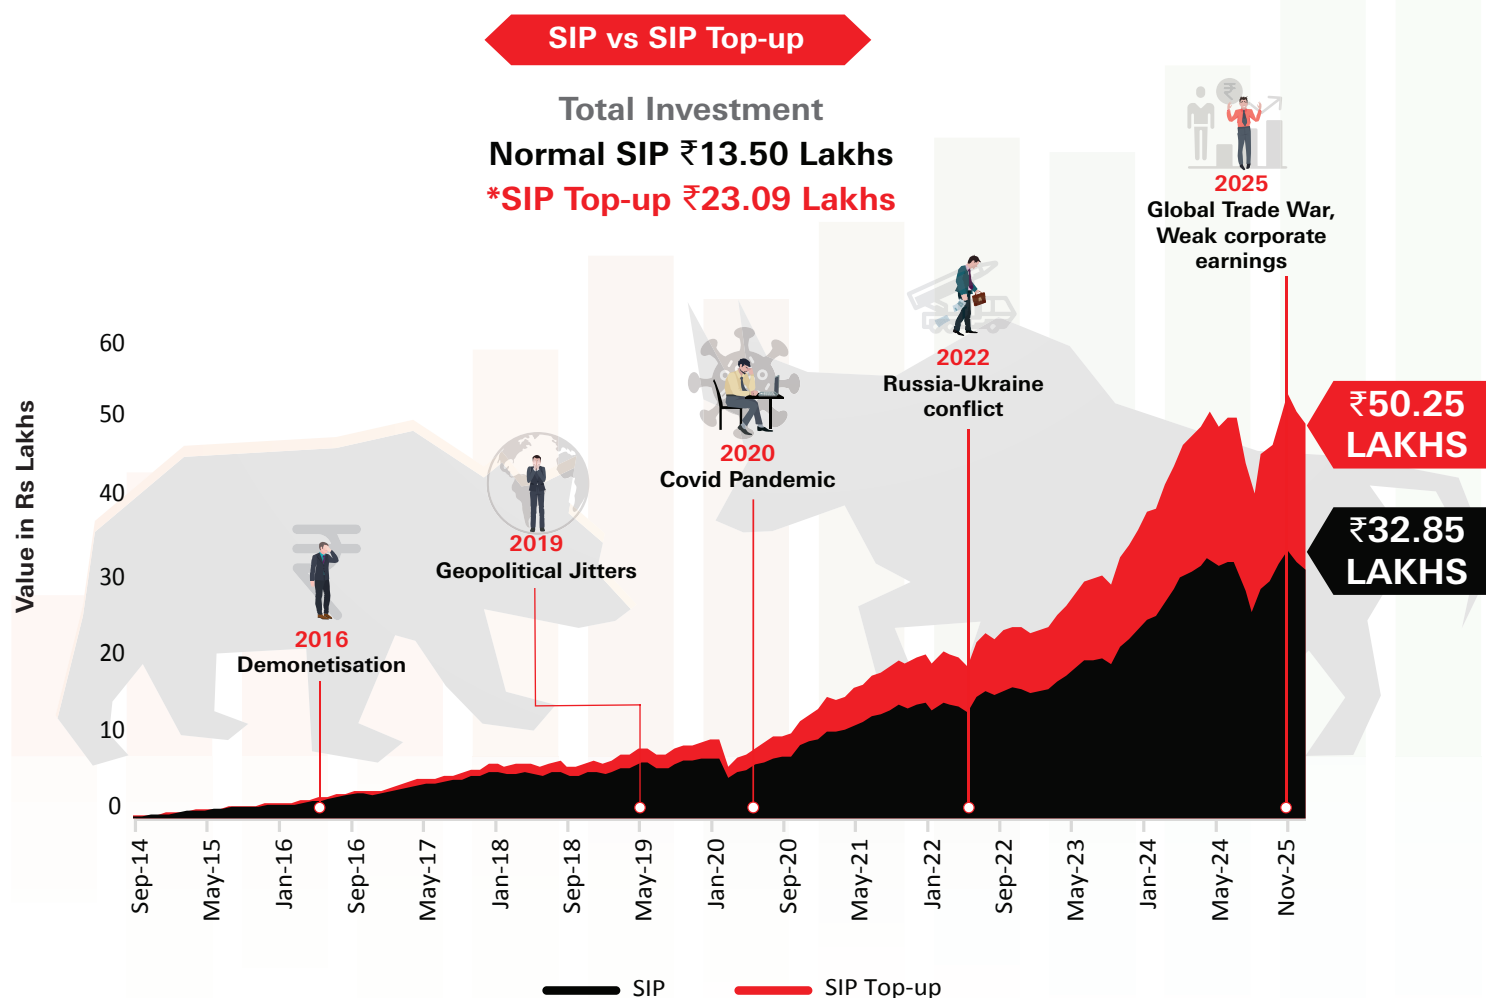 SIP vs SIP Top-up
Total Investment
Normal SIP ₹13.50 Lakhs
*SIP Top-up ₹23.09 Lakhs
₹
2025
Global Trade War,
Weak corporate
earnings
2022
Russia-Ukraine
conflict
2020
Covid Pandemic
2019
Geopolitical Jitters
2016
Demonetisation
Value in Rs Lakhs
60
50
40
30
20
10
0
₹50.25
LAKHS
₹32.85
LAKHS
Sep-14
May-15
Jan-16
Sep-16
May-17
Jan-18
Sep-18
May-19
Jan-20
Sep-20
May-21
Jan-22
Sep-22
May-23
Jan-24
May-24
Nov-25
SIP
SIP Top-up